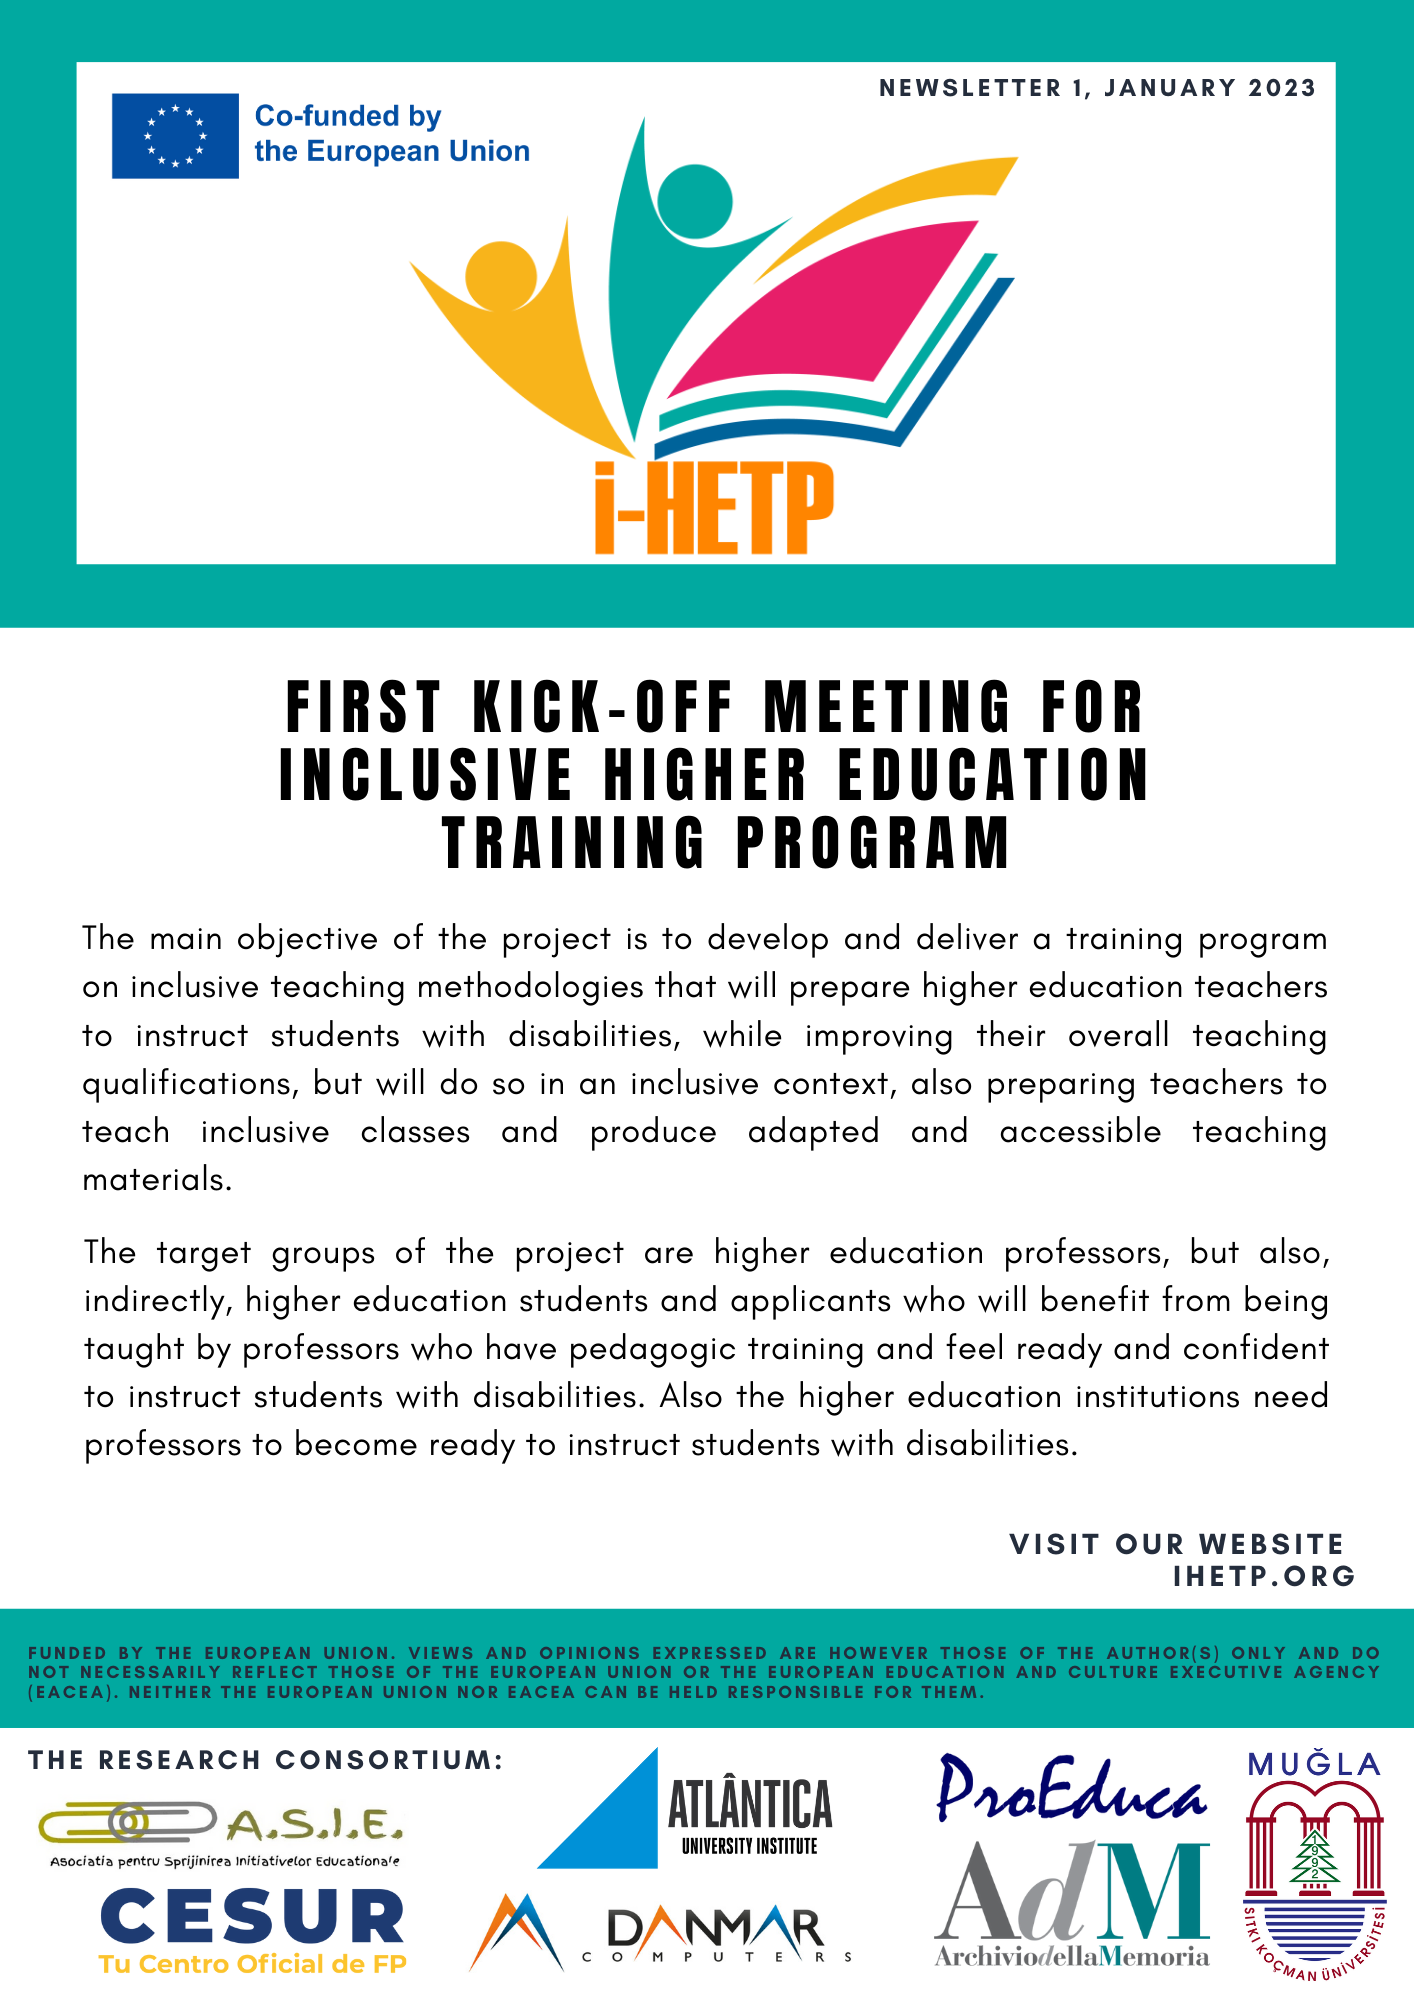 NEWSLETTER 1, JANUARY 2023
Co-funded by
the European Union
i-HETP
FIRST KICK-OFF MEETING FOR
INCLUSIVE HIGHER EDUCATION
TRAINING PROGRAM
The main objective of the project is to develop and deliver a training program
on inclusive teaching methodologies that will prepare higher education teachers
to instruct students with disabilities, while improving their overall teaching
qualifications, but will do so in an inclusive context, also preparing teachers to
teach inclusive classes and produce adapted and accessible teaching
materials.
The target groups of the project are higher education professors, but also,
indirectly, higher education students and applicants who will benefit from being
taught by professors who have pedagogic training and feel ready and confident
to instruct students with disabilities. Also the higher education institutions need
professors to become ready to instruct students with disabilities.
VISIT OUR WEBSITE
IHETP.ORG
FUNDED BY THE EUROPEAN UNION. VIEWS AND OPINIONS EXPRESSED ARE HOWEVER THOSE OF THE AUTHOR(S) ONLY AND DO
NOT NECESSARILY REFLECT THOSE OF THE EUROPEAN UNION OR THE EUROPEAN EDUCATION AND CULTURE EXECUTIVE AGENCY
(EACEA). NEITHER THE EUROPEAN UNION NOR EACEA CAN BE HELD RESPONSIBLE FOR THEM.
THE RESEARCH CONSORTIUM:
A.S.I.E.
Asociatia pentru Sprijinirea Initiativelor Educationale
CESUR
Tu Centro Oficial de FP
ATLÂNTICA
UNIVERSITY INSTITUTE
DANMAR
COMPUTERS
ProEduca
AdM
ArchiviodellaMemoria
MUĞLA
1992
SITKI KOÇMAN ÜNİVERSİTESİ